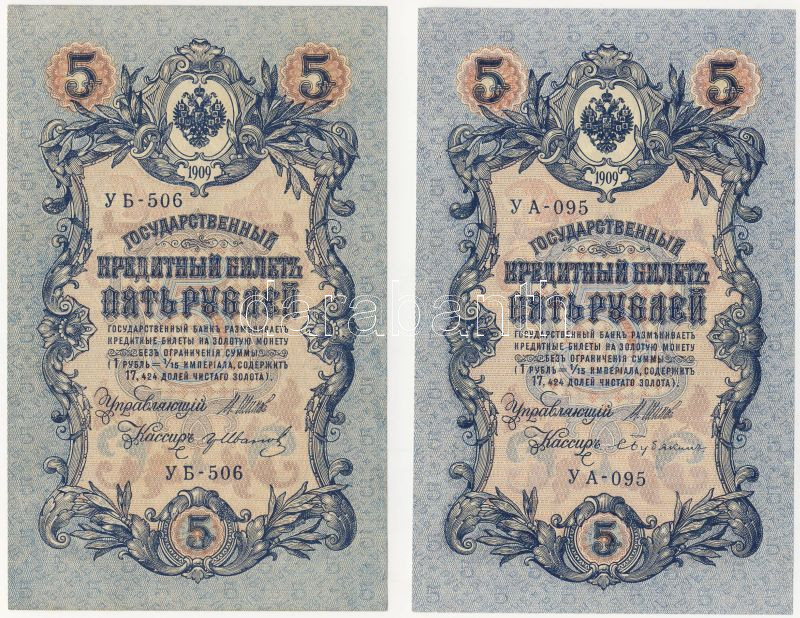 5 5
1909
УБ-506
ГОСУДАРСТВЕННЫЙ
КРЕДИТНЫЙ БИЛЕТЪ
ПЯТЬ РУБЛЕЙ
ГОСУДАРСТВЕННЫЙ БАНКЪ РАЗМѢНИВАЕТЪ
КРЕДИТНЫЕ БИЛЕТЫ НА ЗОЛОТУЮ МОНЕТУ
БЕЗЪ ОГРАНИЧЕНІЯ СУММЫ
(1 РУБЛЬ = 1/15 ИМПЕРІАЛА, СОДЕРЖИТЪ
17,424 ДОЛЕЙ ЧИСТАГО ЗОЛОТА).
Управляющій
Кассиръ
УБ-506
5
5 5
1909
УА-095
ГОСУДАРСТВЕННЫЙ
КРЕДИТНЫЙ БИЛЕТЪ
ПЯТЬ РУБЛЕЙ
ГОСУДАРСТВЕННЫЙ БАНКЪ РАЗМѢНИВАЕТЪ
КРЕДИТНЫЕ БИЛЕТЫ НА ЗОЛОТУЮ МОНЕТУ
БЕЗЪ ОГРАНИЧЕНІЯ СУММЫ
(1 РУБЛЬ = 1/15 ИМПЕРІАЛА, СОДЕРЖИТЪ
17,424 ДОЛЕЙ ЧИСТАГО ЗОЛОТА).
Управляющій
Кассиръ
УА-095
5